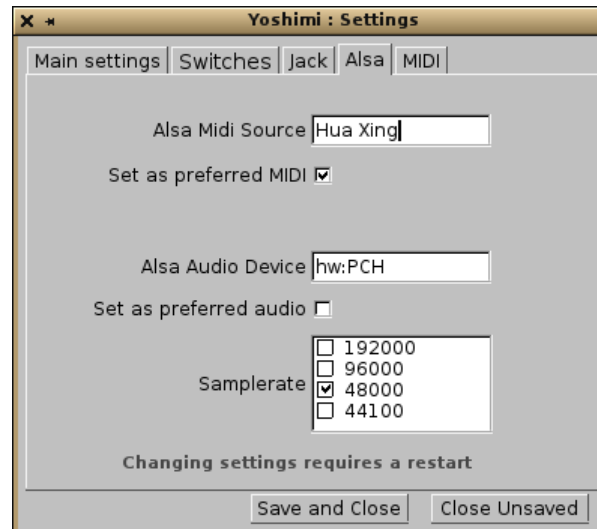 Yoshimi : Settings
Main settings Switches Jack Alsa MIDI
Alsa Midi Source Hua Xing
Set as preferred MIDI
Alsa Audio Device hw:PCH
Set as preferred audio
192000
96000
Samplerate 48000
44100
Changing settings requires a restart
Save and Close Close Unsaved